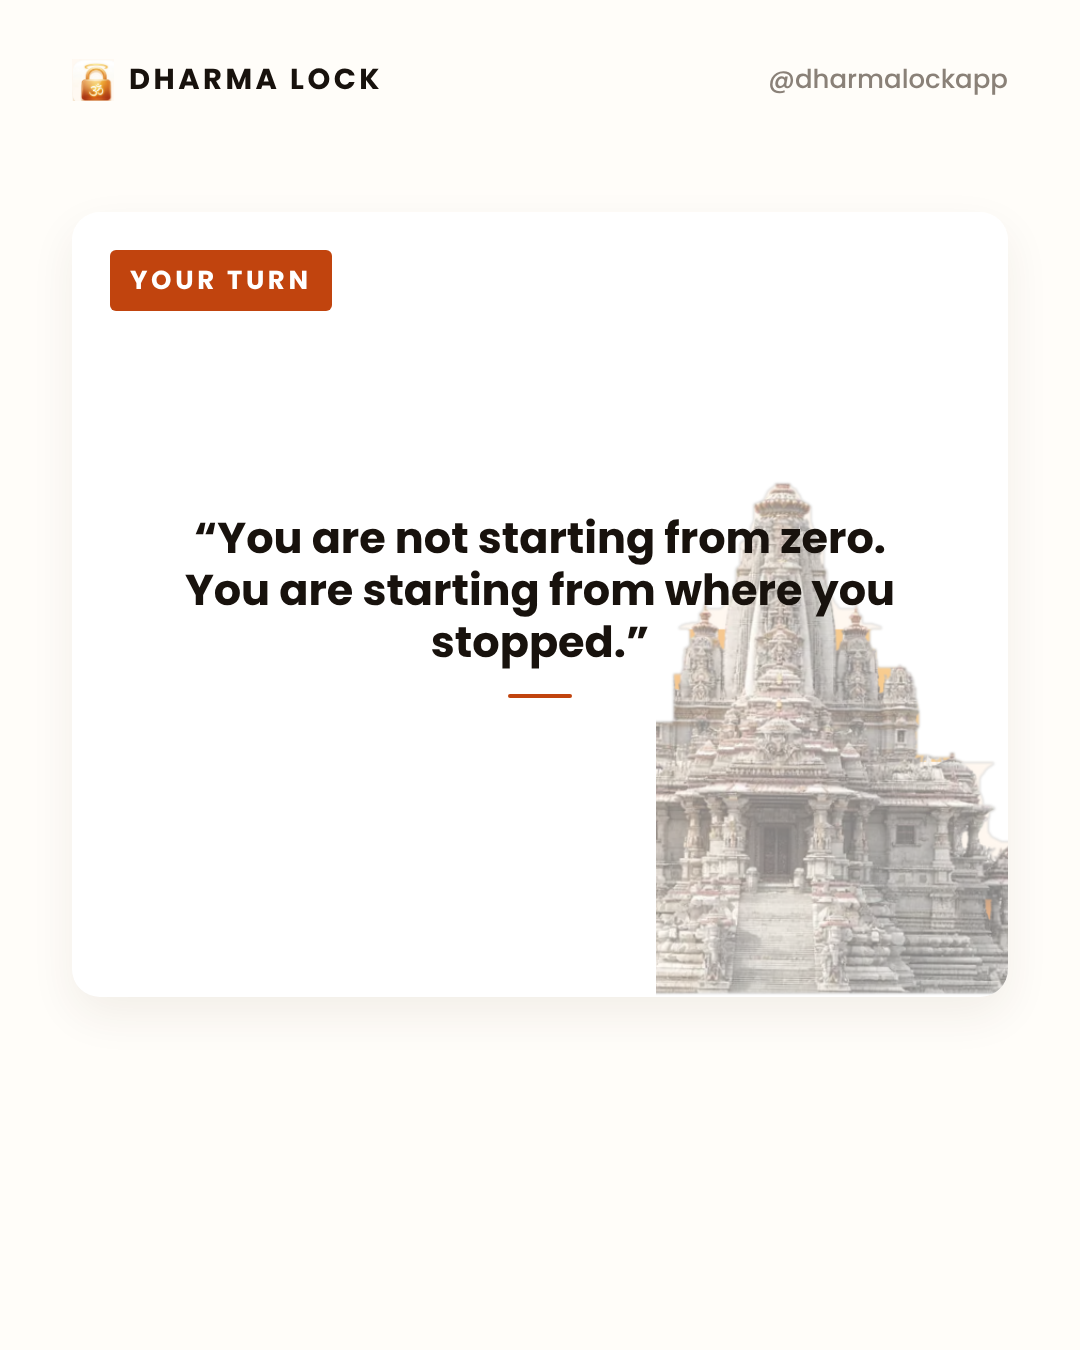 DHARMA LOCK
@dharmalockapp
YOUR TURN
“You are not starting from zero.
You are starting from where you
stopped.”